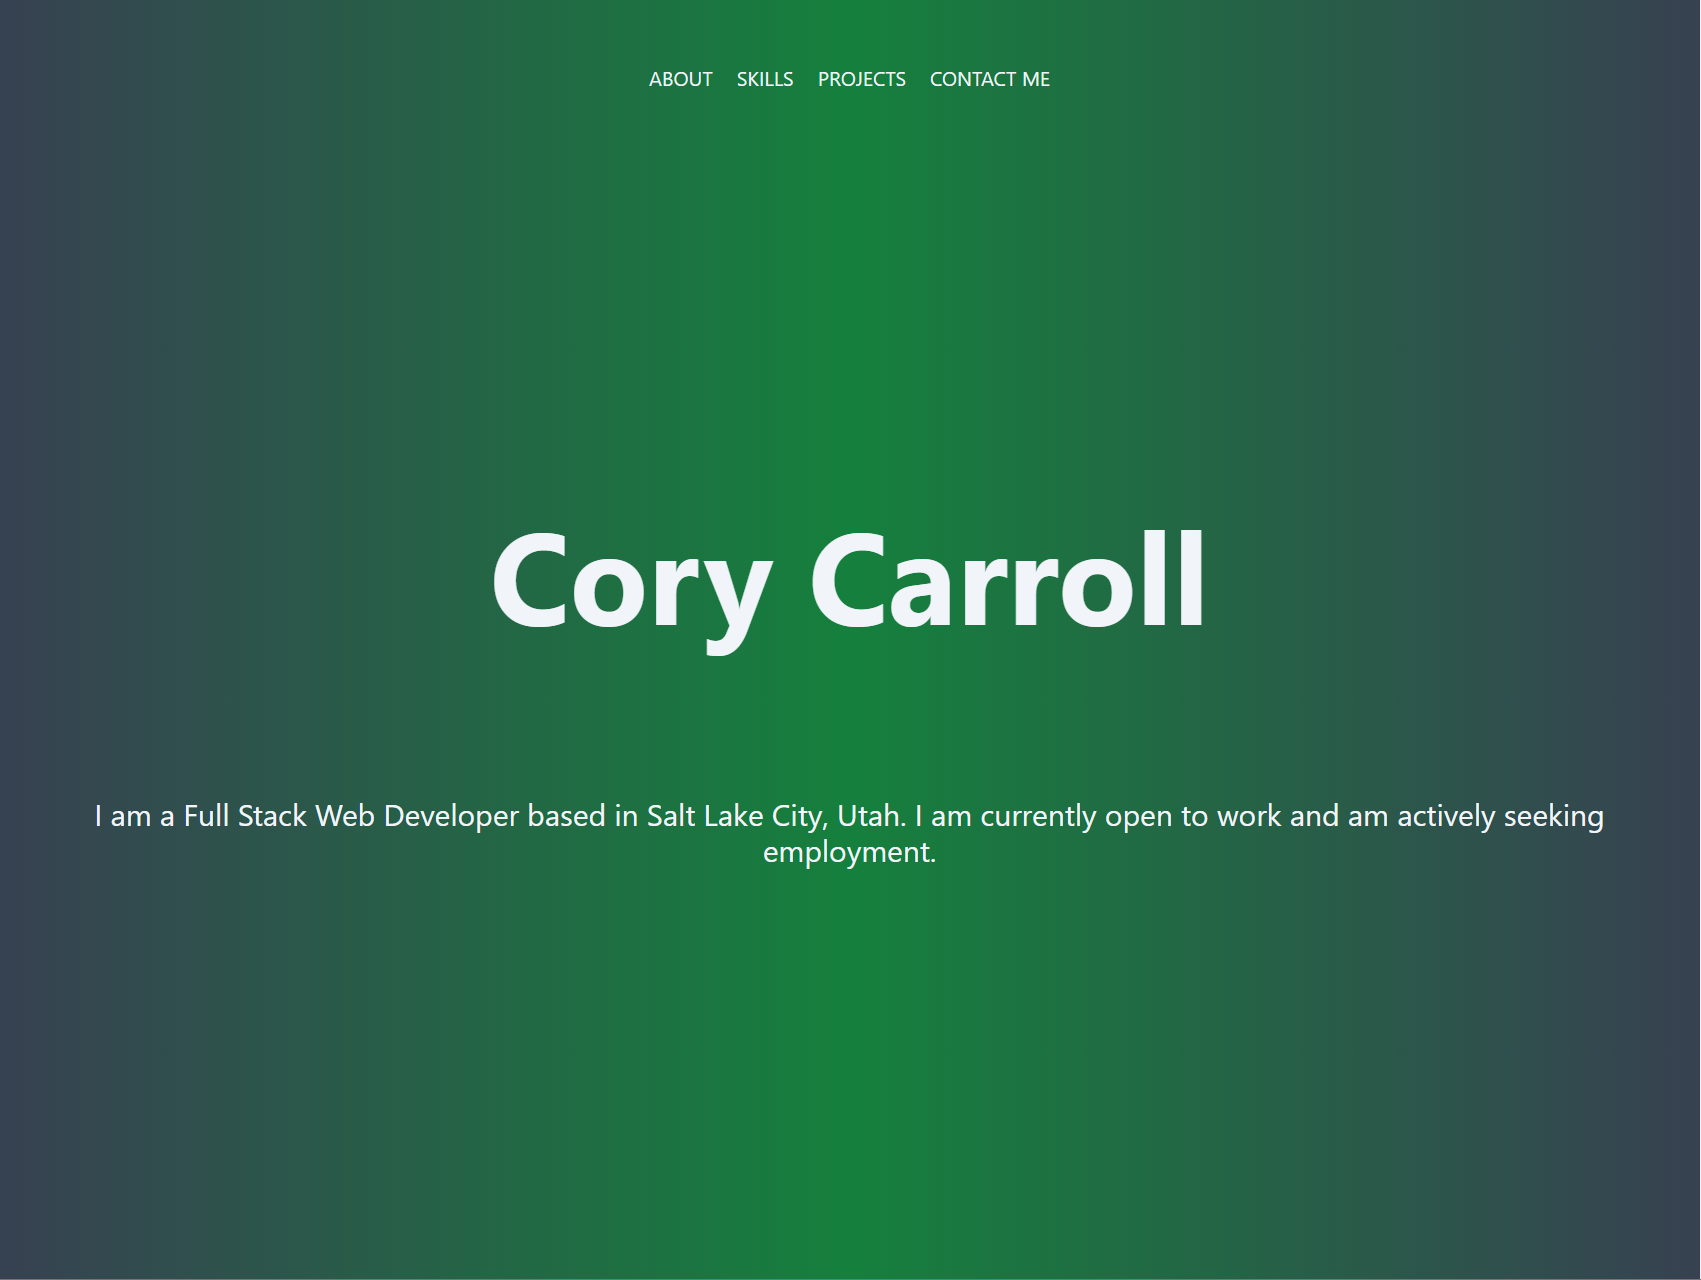 ABOUT SKILLS PROJECTS CONTACT ME
Cory Carroll
I am a Full Stack Web Developer based in Salt Lake City, Utah. I am currently open to work and am actively seeking
employment.